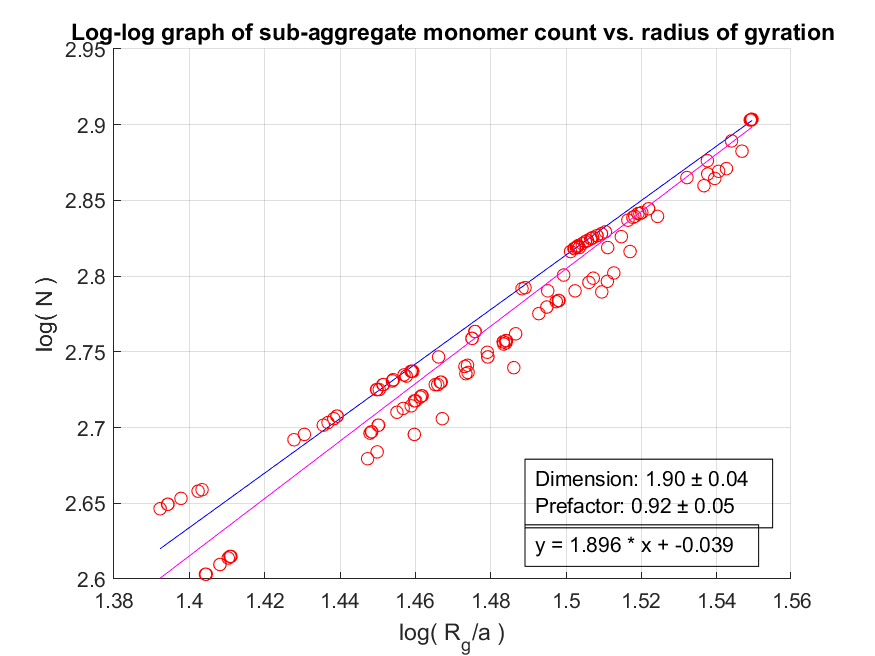 Log-log graph of sub-aggregate monomer count vs. radius of gyration
2.95
2.9
2.85
2.8
2.75
2.7
2.65
2.6
log( N )
Dimension: 1.90 ± 0.04
Prefactor: 0.92 ± 0.05
y = 1.896 * x + -0.039
1.38 1.4 1.42 1.44 1.46 1.48 1.5 1.52 1.54 1.56
log( Rg/a )